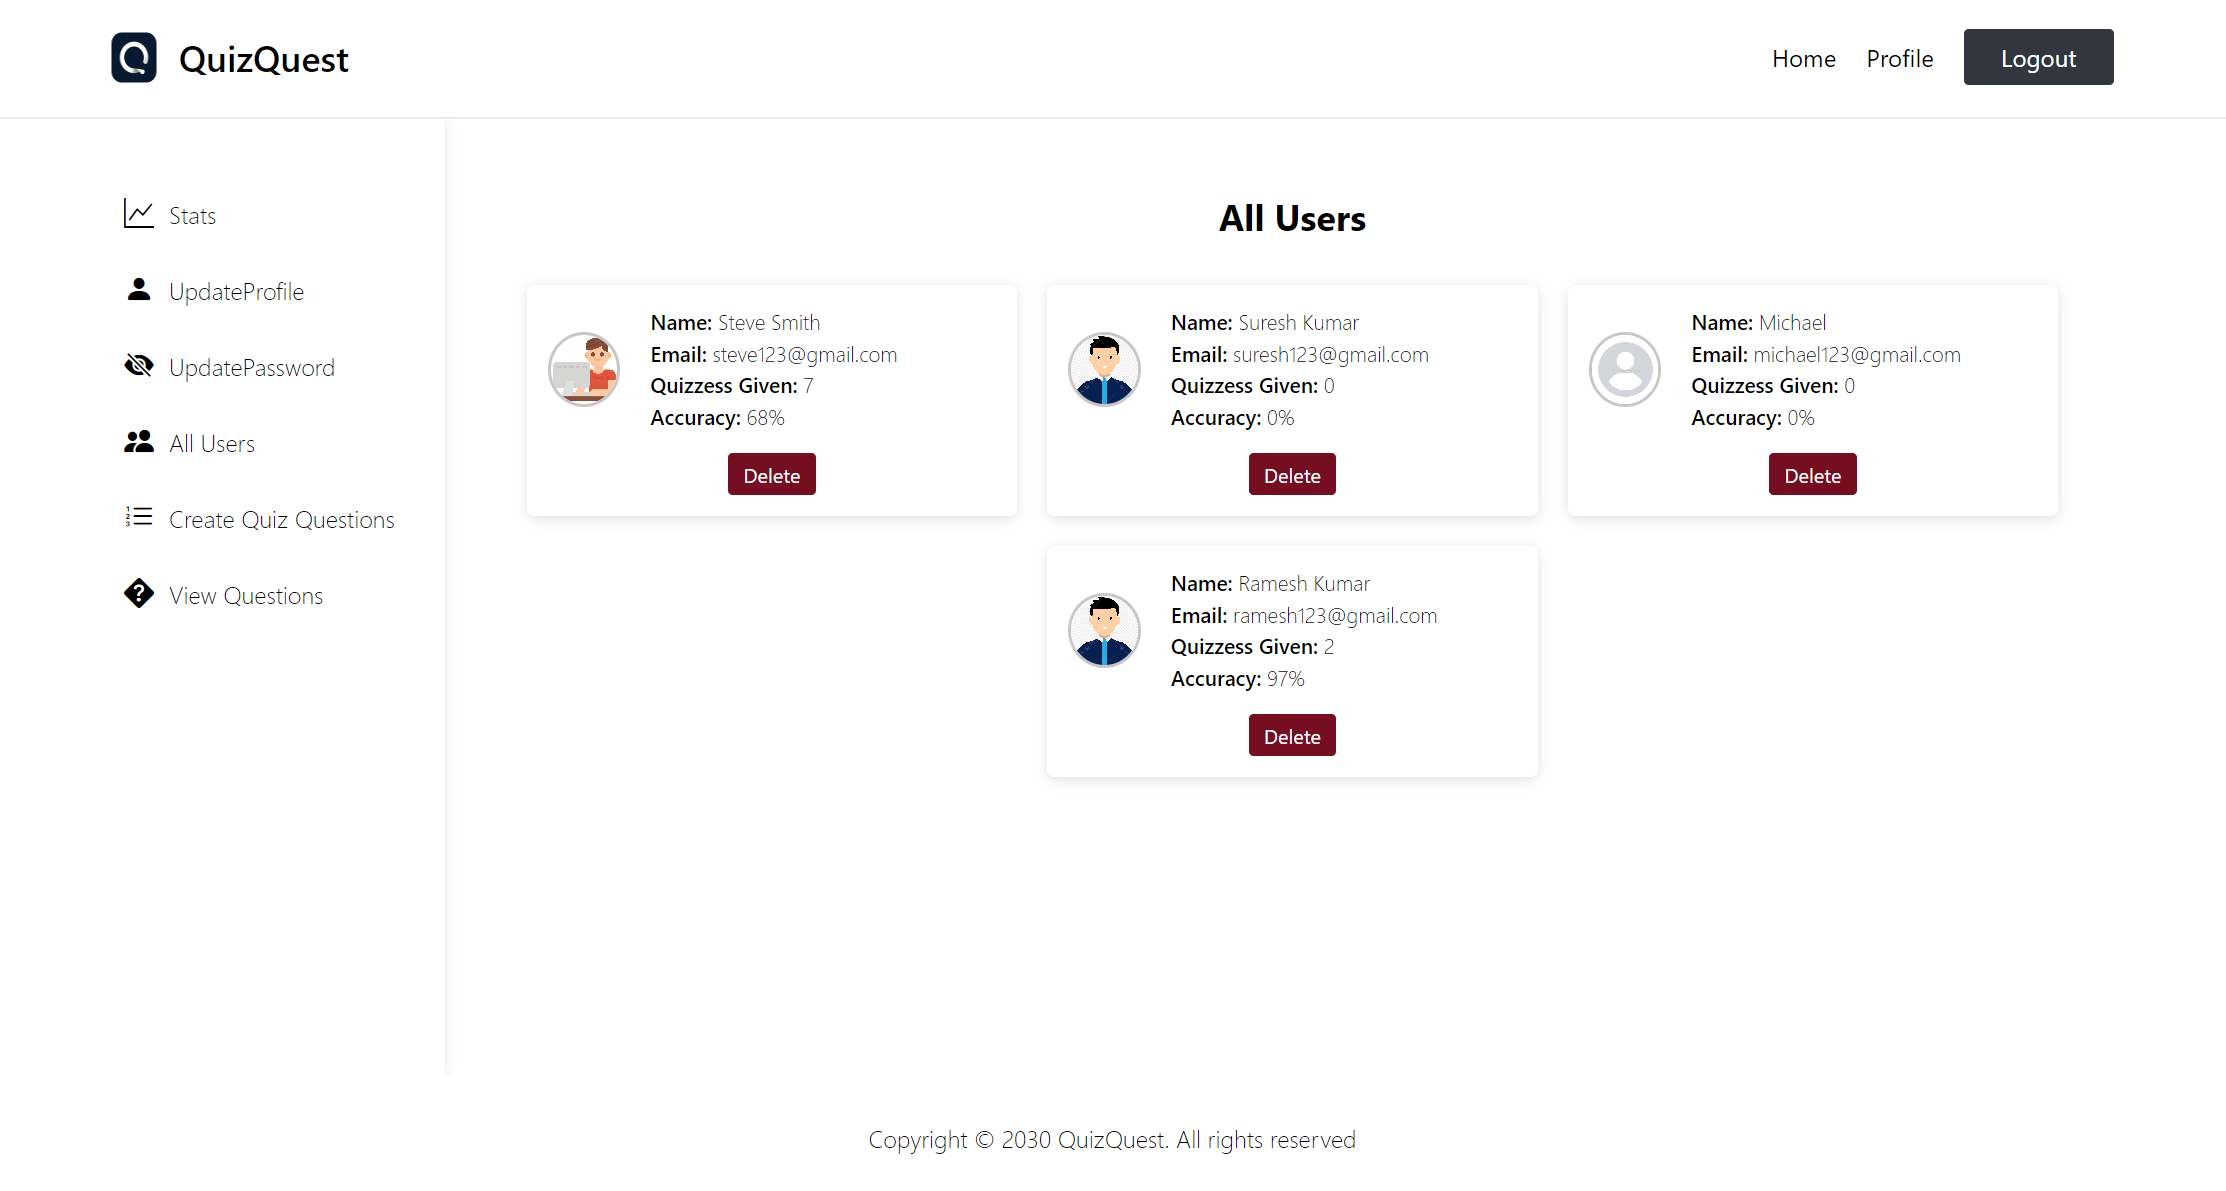 QuizQuest
Home
Profile
Logout
Stats
UpdateProfile
UpdatePassword
All Users
Create Quiz Questions
View Questions
All Users
Name: Steve Smith
Email: steve123@gmail.com
Quizzess Given: 7
Accuracy: 68%
Delete
Name: Suresh Kumar
Email: suresh123@gmail.com
Quizzess Given: 0
Accuracy: 0%
Delete
Name: Michael
Email: michael123@gmail.com
Quizzess Given: 0
Accuracy: 0%
Delete
Name: Ramesh Kumar
Email: ramesh123@gmail.com
Quizzess Given: 2
Accuracy: 97%
Delete
Copyright © 2030 QuizQuest. All rights reserved